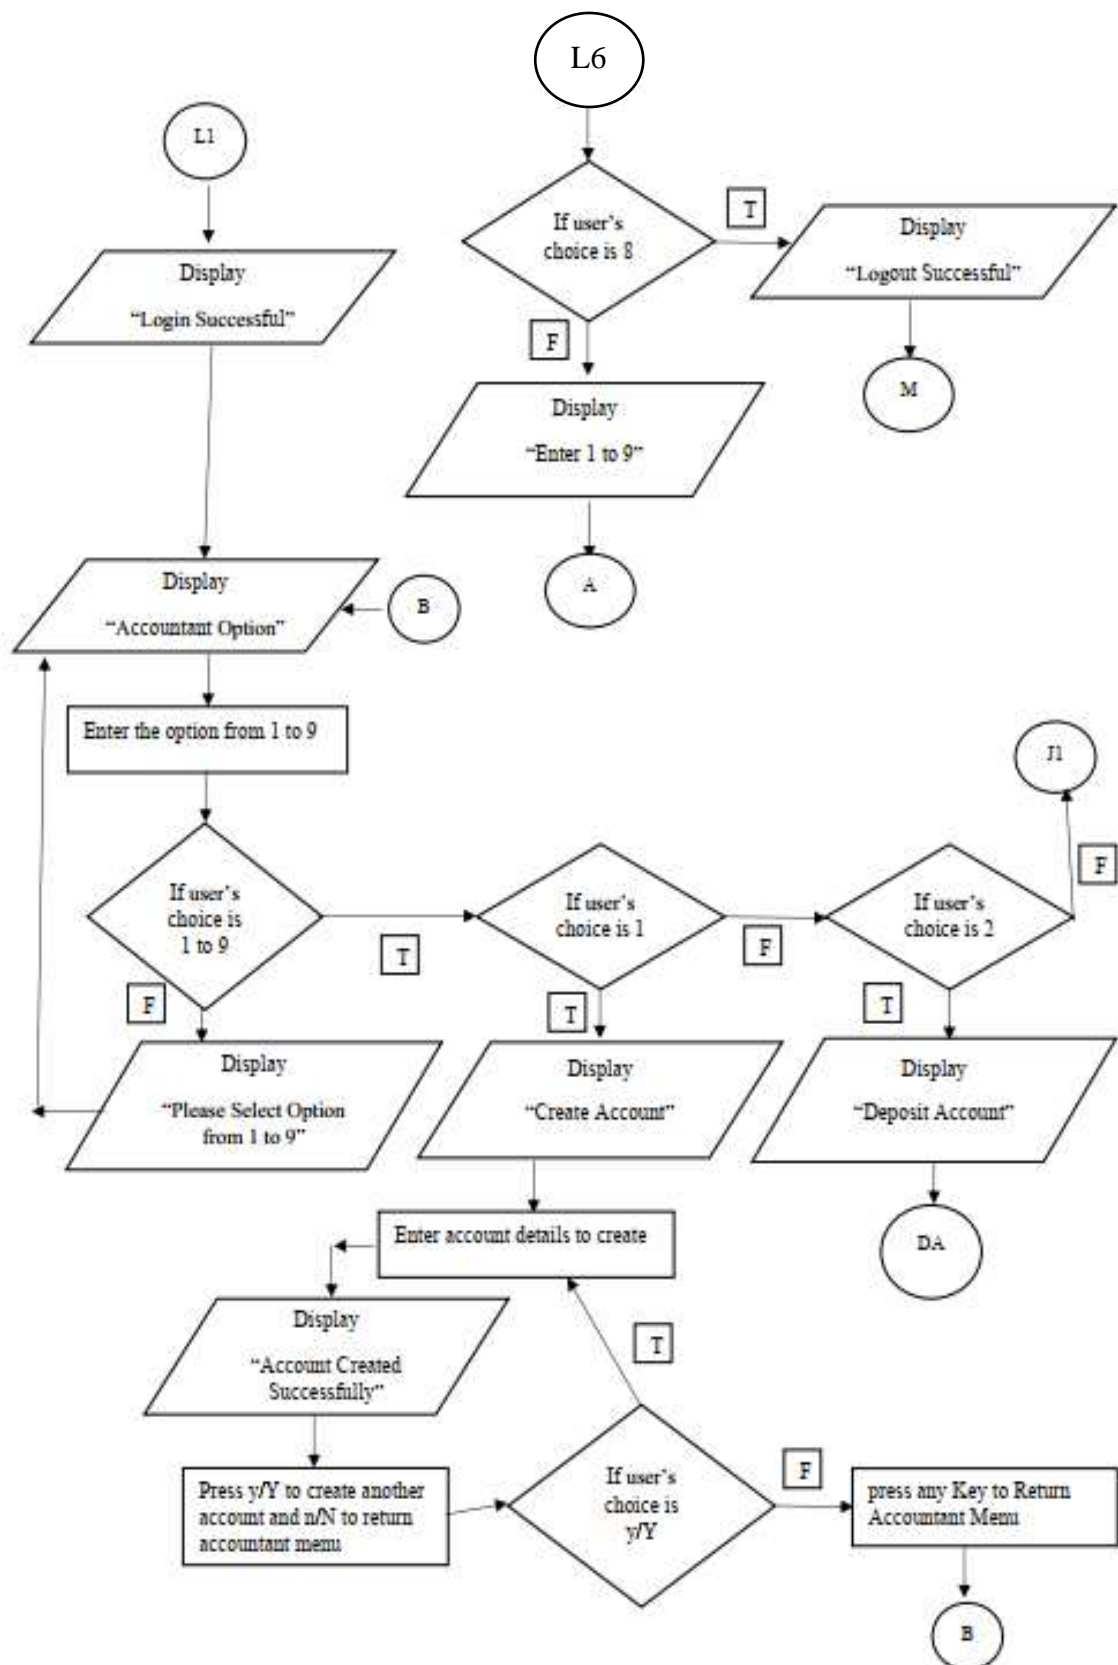 L6
L1
If user's
choice is 8
T
Display
“Logout Successful”
Display
“Login Successful”
F
M
Display
“Enter 1 to 9”
A
Display
“Accountant Option”
B
Enter the option from 1 to 9
J1
If user's
choice is
1 to 9
T
If user's
choice is 1
F
If user's
choice is 2
F
F
T
T
Display
“Please Select Option
from 1 to 9”
Display
“Create Account”
Display
“Deposit Account”
Enter account details to create
DA
Display
“Account Created
Successfully”
T
Press y/Y to create another
account and n/N to return
accountant menu
If user's
choice is
y/Y
F
press any Key to Return
Accountant Menu
B